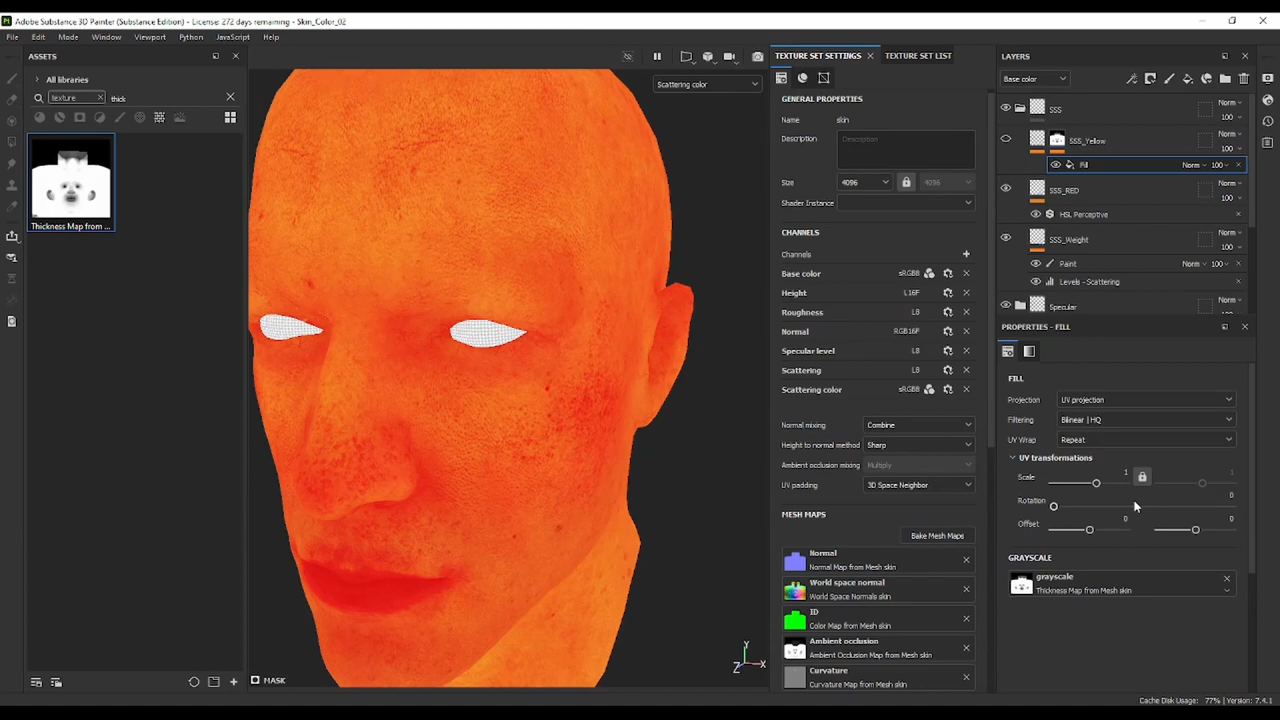 Adobe Substance 3D Painter (Substance Edition) - License: 272 days remaining - Skin_Color_02
File Edit Mode Window Viewport Python JavaScript Help
ASSETS
All libraries
texture thick
Thickness Map from ...
Scattering color
MASK
Y
Z X
TEXTURE SET SETTINGS TEXTURE SET LIST
GENERAL PROPERTIES
Name skin
Description Description
Size 4096 4096
Shader Instance
CHANNELS
Channels
Base color sRGB8
Height L16F
Roughness L8
Normal RGB16F
Specular level L8
Scattering L8
Scattering color sRGB8
Normal mixing Combine
Height to normal method Sharp
Ambient occlusion mixing Multiply
UV padding 3D Space Neighbor
MESH MAPS
Bake Mesh Maps
Normal
Normal Map from Mesh skin
World space normal
World Space Normals skin
ID
Color Map from Mesh skin
Ambient occlusion
Ambient Occlusion Map from Mesh skin
Curvature
Curvature Map from Mesh skin
LAYERS
Base color
SSS Norm 100
SSS_Yellow Norm 100
Fill Norm 100
SSS_RED Norm 100
HSL Perceptive
SSS_Weight Norm 100
Paint Norm 100
Levels - Scattering
Specular Norm 100
PROPERTIES - FILL
FILL
Projection UV projection
Filtering Bilinear | HQ
UV Wrap Repeat
UV transformations
Scale 1 1
Rotation 0
Offset 0 0
GRAYSCALE
grayscale
Thickness Map from Mesh skin
Cache Disk Usage: 77% | Version: 7.4.1